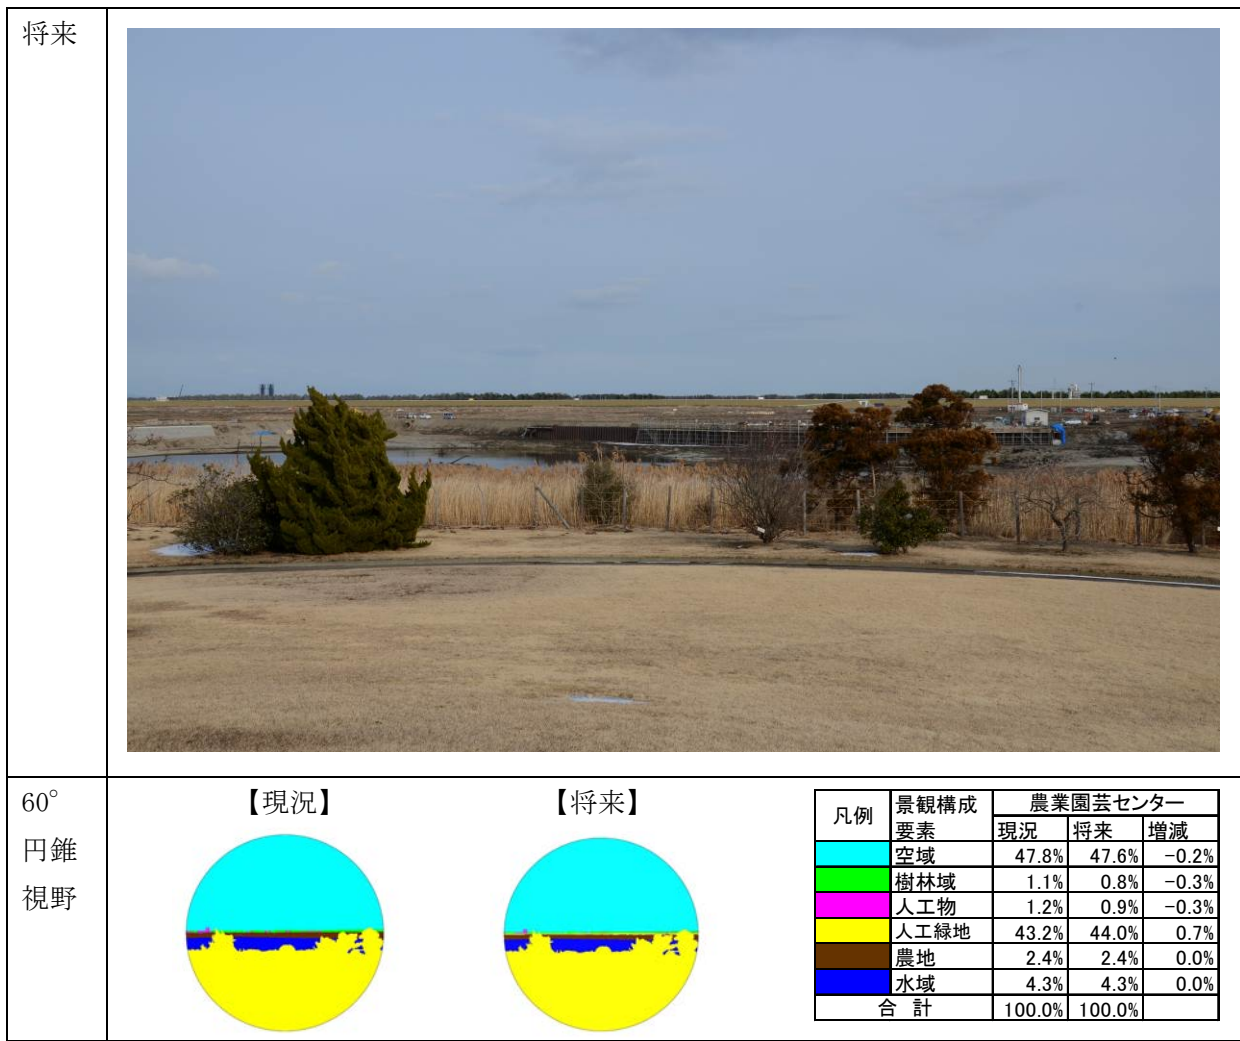 将来
60°
円錐
視野
【現況】
【将来】
凡例 景観構成要素 農業園芸センター
現況 将来 増減
空域 47.8% 47.6% -0.2%
樹林域 1.1% 0.8% -0.3%
人工物 1.2% 0.9% -0.3%
人工緑地 43.2% 44.0% 0.7%
農地 2.4% 2.4% 0.0%
水域 4.3% 4.3% 0.0%
合 計 100.0% 100.0%